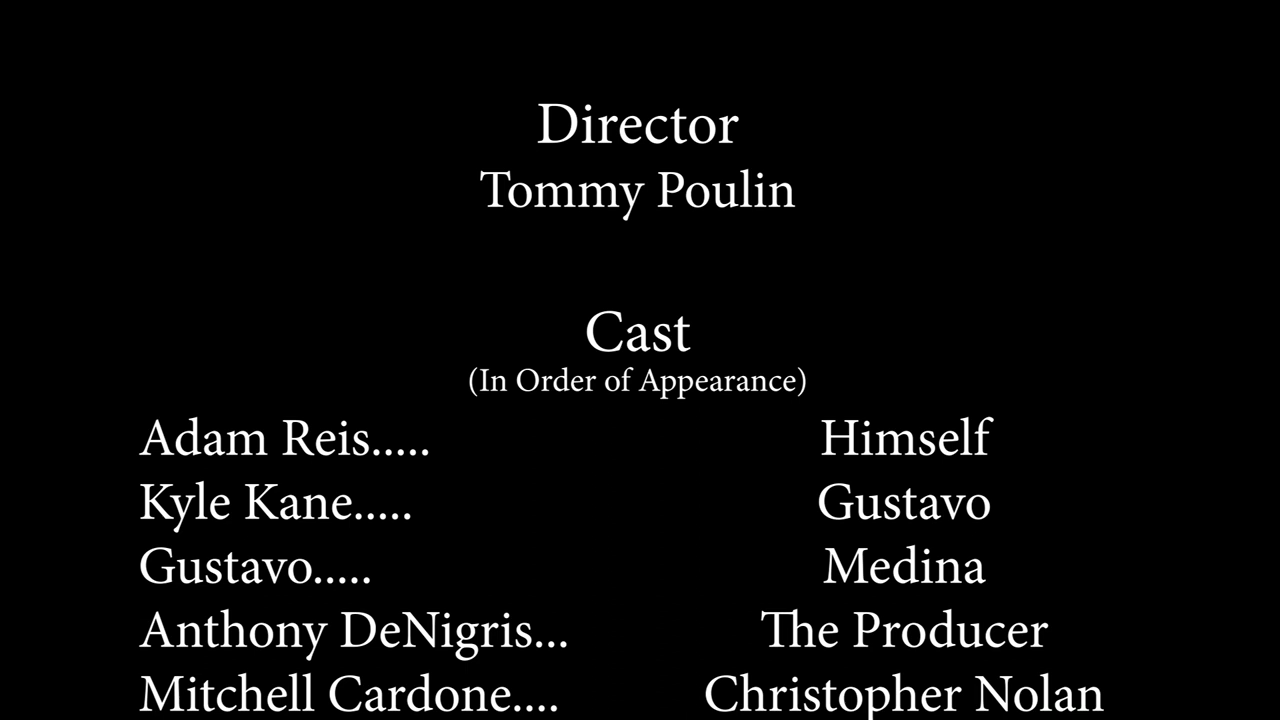 Director
Tommy Poulin
Cast
(In Order of Appearance)
Adam Reis..... Himself
Kyle Kane..... Gustavo
Gustavo..... Medina
Anthony DeNigris... The Producer
Mitchell Cardone.... Christopher Nolan